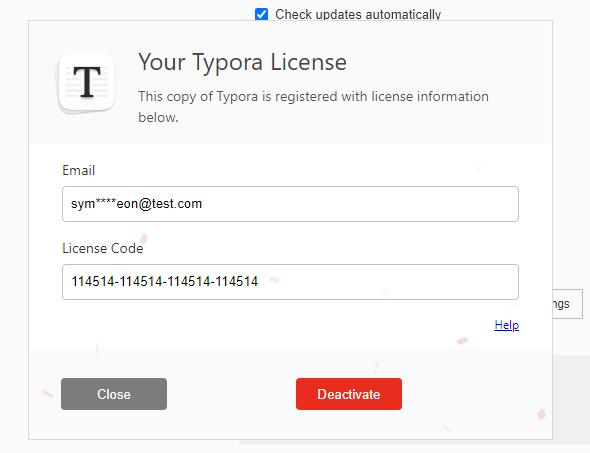 Check updates automatically
T
Your Typora License
This copy of Typora is registered with license information
below.
Email
sym****eon@test.com
License Code
114514-114514-114514-114514
ngs
Help
Close
Deactivate